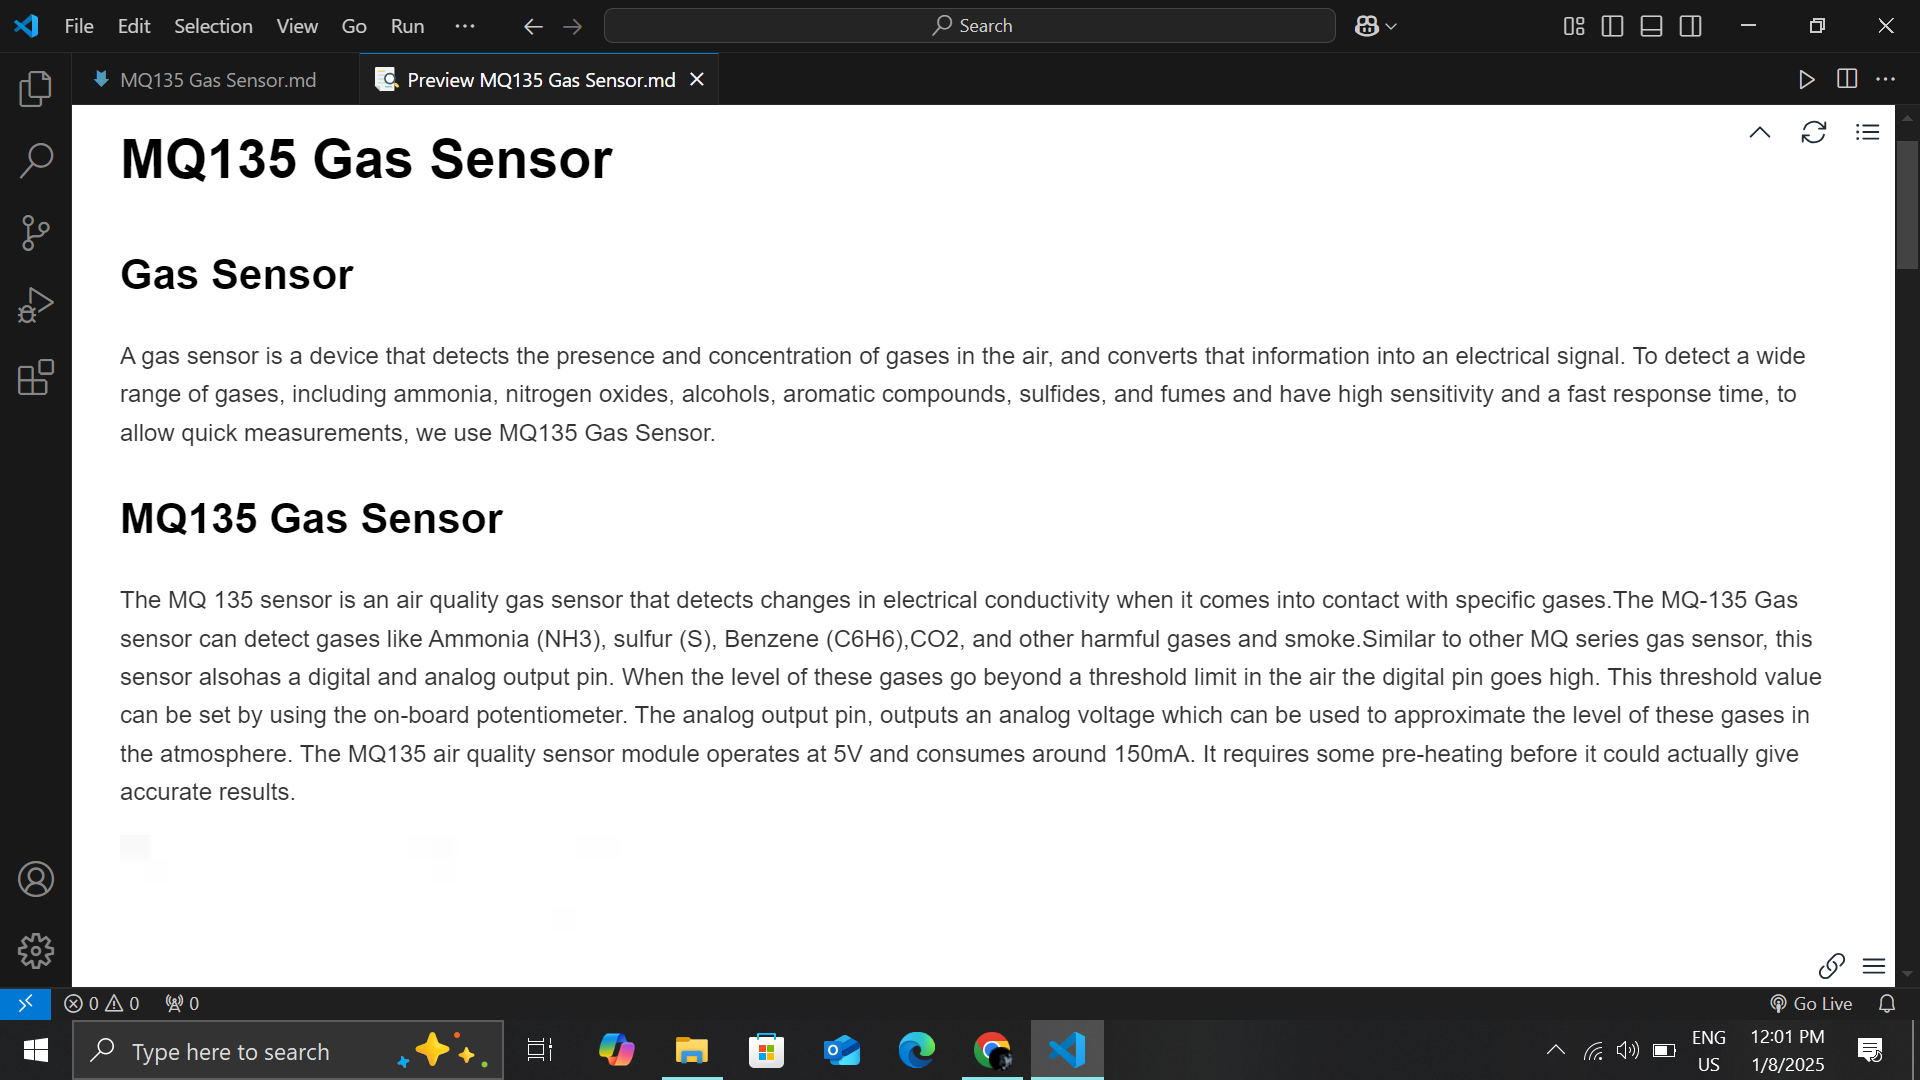 File Edit Selection View Go Run ··· Search
MQ135 Gas Sensor.md Preview MQ135 Gas Sensor.md
MQ135 Gas Sensor
Gas Sensor
A gas sensor is a device that detects the presence and concentration of gases in the air, and converts that information into an electrical signal. To detect a wide
range of gases, including ammonia, nitrogen oxides, alcohols, aromatic compounds, sulfides, and fumes and have high sensitivity and a fast response time, to
allow quick measurements, we use MQ135 Gas Sensor.
MQ135 Gas Sensor
The MQ 135 sensor is an air quality gas sensor that detects changes in electrical conductivity when it comes into contact with specific gases.The MQ-135 Gas
sensor can detect gases like Ammonia (NH3), sulfur (S), Benzene (C6H6),CO2, and other harmful gases and smoke.Similar to other MQ series gas sensor, this
sensor alsohas a digital and analog output pin. When the level of these gases go beyond a threshold limit in the air the digital pin goes high. This threshold value
can be set by using the on-board potentiometer. The analog output pin, outputs an analog voltage which can be used to approximate the level of these gases in
the atmosphere. The MQ135 air quality sensor module operates at 5V and consumes around 150mA. It requires some pre-heating before it could actually give
accurate results.
0 0 0 Go Live
Type here to search
ENG 12:01 PM
US 1/8/2025